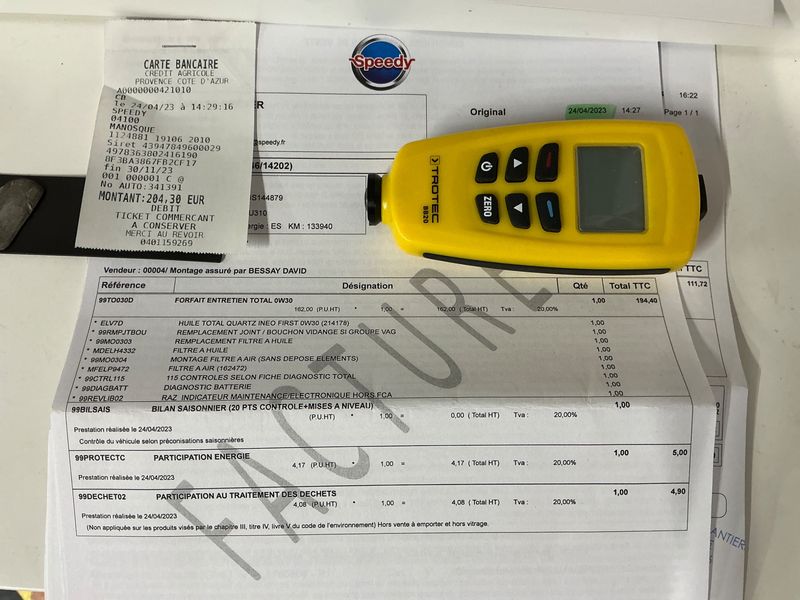 CARTE BANCAIRE
CREDIT AGRICOLE
PROVENCE COTE D'AZUR
A0000000421010
CB
le 24/04/23 à 14:29:16
SPEEDY
04100
MANOSQUE
1124881 19106 2010
Siret 43947849600029
4978363802416190
8F3BA3867FB2CF17
fin 30/11/23
001 000001 C @
No AUTO:341391
MONTANT:204,30 EUR
DEBIT
TICKET COMMERCANT
A CONSERVER
MERCI AU REVOIR
0401159269
Speedy
16:22
ER
Original 24/04/2023 14:27
Page 1 / 1
@speedy.fr
46/14202)
S144879
U310
ergie : ES KM : 133940
TROTEC
BB20
ZERO
TTC
111,72
Vendeur : 00004/ Montage assuré par BESSAY DAVID
Référence Désignation Qté Total TTC
99TO030D FORFAIT ENTRETIEN TOTAL 0W30 1,00 194,40
162,00 (P.U.HT) * 1,00 = 162,00 (Total HT) Tva : 20,00%
* ELV7D HUILE TOTAL QUARTZ INEO FIRST 0W30 (214178) 1,00
* 99RMPJTBOU REMPLACEMENT JOINT / BOUCHON VIDANGE SI GROUPE VAG 1,00
* 99MO0303 REMPLACEMENT FILTRE A HUILE 1,00
* MDELH4332 FILTRE A HUILE 1,00
* 99MO0304 MONTAGE FILTRE A AIR (SANS DEPOSE ELEMENTS) 1,00
* MFELP9472 FILTRE A AIR (162472) 1,00
* 99CTRL115 115 CONTROLES SELON FICHE DIAGNOSTIC TOTAL 1,00
* 99DIAGBATT DIAGNOSTIC BATTERIE 1,00
* 99REVLIB02 RAZ INDICATEUR MAINTENANCE/ELECTRONIQUE HORS FCA 1,00
99BILSAIS BILAN SAISONNIER (20 PTS CONTROLE+MISES A NIVEAU) 1,00
(P.U.HT) * 1,00 = 0,00 ( Total HT) Tva : 20,00%
Prestation réalisée le 24/04/2023
Contrôle du véhicule selon préconisations saisonnières
99PROTECTC PARTICIPATION ENERGIE 1,00 5,00
4,17 (P.U.HT) * 1,00 = 4,17 (Total HT) Tva : 20,00%
Prestation réalisée le 24/04/2023
99DECHET02 PARTICIPATION AU TRAITEMENT DES DECHETS 1,00 4,90
4,08 (P.U.HT) * 1,00 = 4,08 ( Total HT) Tva : 20,00%
Prestation réalisée le 24/04/2023
(Non appliquée sur les produits visés par le chapitre III, titre IV, livre V du code de l'environnement) Hors vente à emporter et hors vitrage.
FACTURE
ANTIER